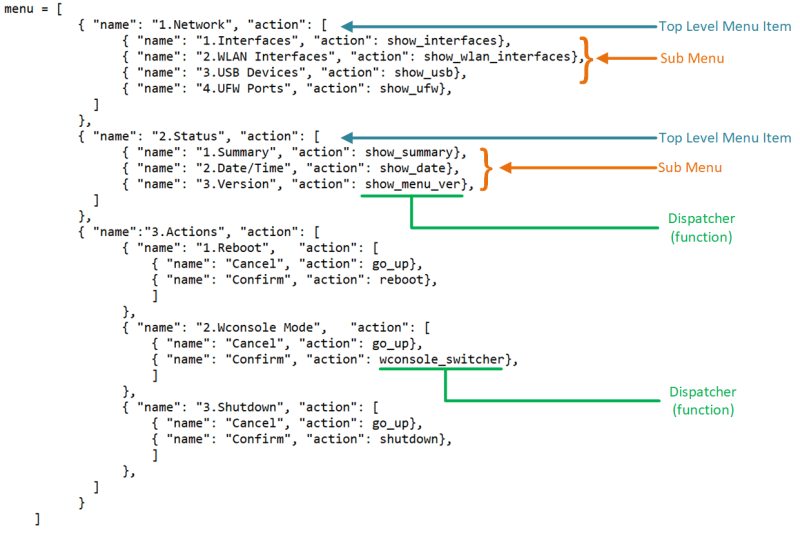 menu = [
{ "name": "1.Network", "action": [
Top Level Menu Item
{ "name": "1.Interfaces", "action": show_interfaces},
{ "name": "2.WLAN Interfaces", "action": show_wlan_interfaces},
Sub Menu
{ "name": "3.USB Devices", "action": show_usb},
{ "name": "4.UFW Ports", "action": show_ufw},
]
},
{ "name": "2.Status", "action": [
Top Level Menu Item
{ "name": "1.Summary", "action": show_summary},
{ "name": "2.Date/Time", "action": show_date},
Sub Menu
{ "name": "3.Version", "action": show_menu_ver},
]
},
Dispatcher
(function)
{ "name":"3.Actions", "action": [
{ "name": "1.Reboot", "action": [
{ "name": "Cancel", "action": go_up},
{ "name": "Confirm", "action": reboot},
]
},
{ "name": "2.Wconsole Mode", "action": [
{ "name": "Cancel", "action": go_up},
{ "name": "Confirm", "action": wconsole_switcher},
]
},
Dispatcher
(function)
{ "name": "3.Shutdown", "action": [
{ "name": "Cancel", "action": go_up},
{ "name": "Confirm", "action": shutdown},
]
},
]
}
]